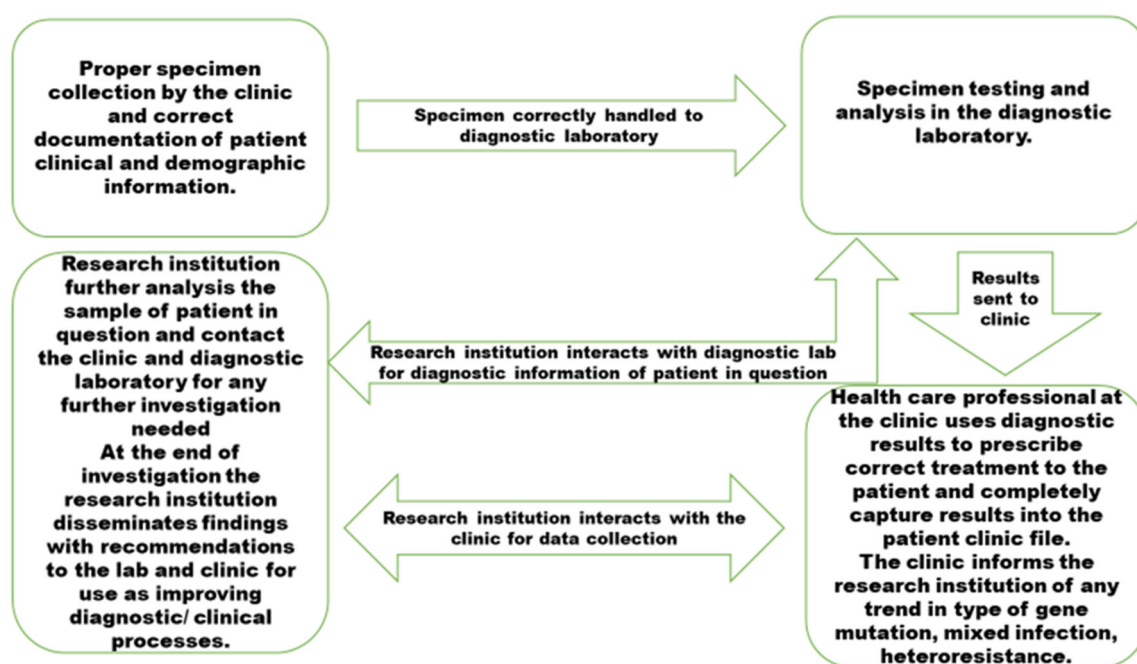 Proper specimen
collection by the clinic
and correct
documentation of patient
clinical and demographic
information.
Specimen correctly handled to
diagnostic laboratory
Specimen testing and
analysis in the diagnostic
laboratory.
Results
sent to
clinic
Research institution
further analysis the
sample of patient in
question and contact
the clinic and diagnostic
laboratory for any
further investigation
needed
At the end of
investigation the
research institution
disseminates findings
with recommendations
to the lab and clinic for
use as improving
diagnostic/ clinical
processes.
Research institution interacts with diagnostic lab
for diagnostic information of patient in question
Research institution interacts with the
clinic for data collection
Health care professional at
the clinic uses diagnostic
results to prescribe
correct treatment to the
patient and completely
capture results into the
patient clinic file.
The clinic informs the
research institution of any
trend in type of gene
mutation, mixed infection,
heteroresistance.